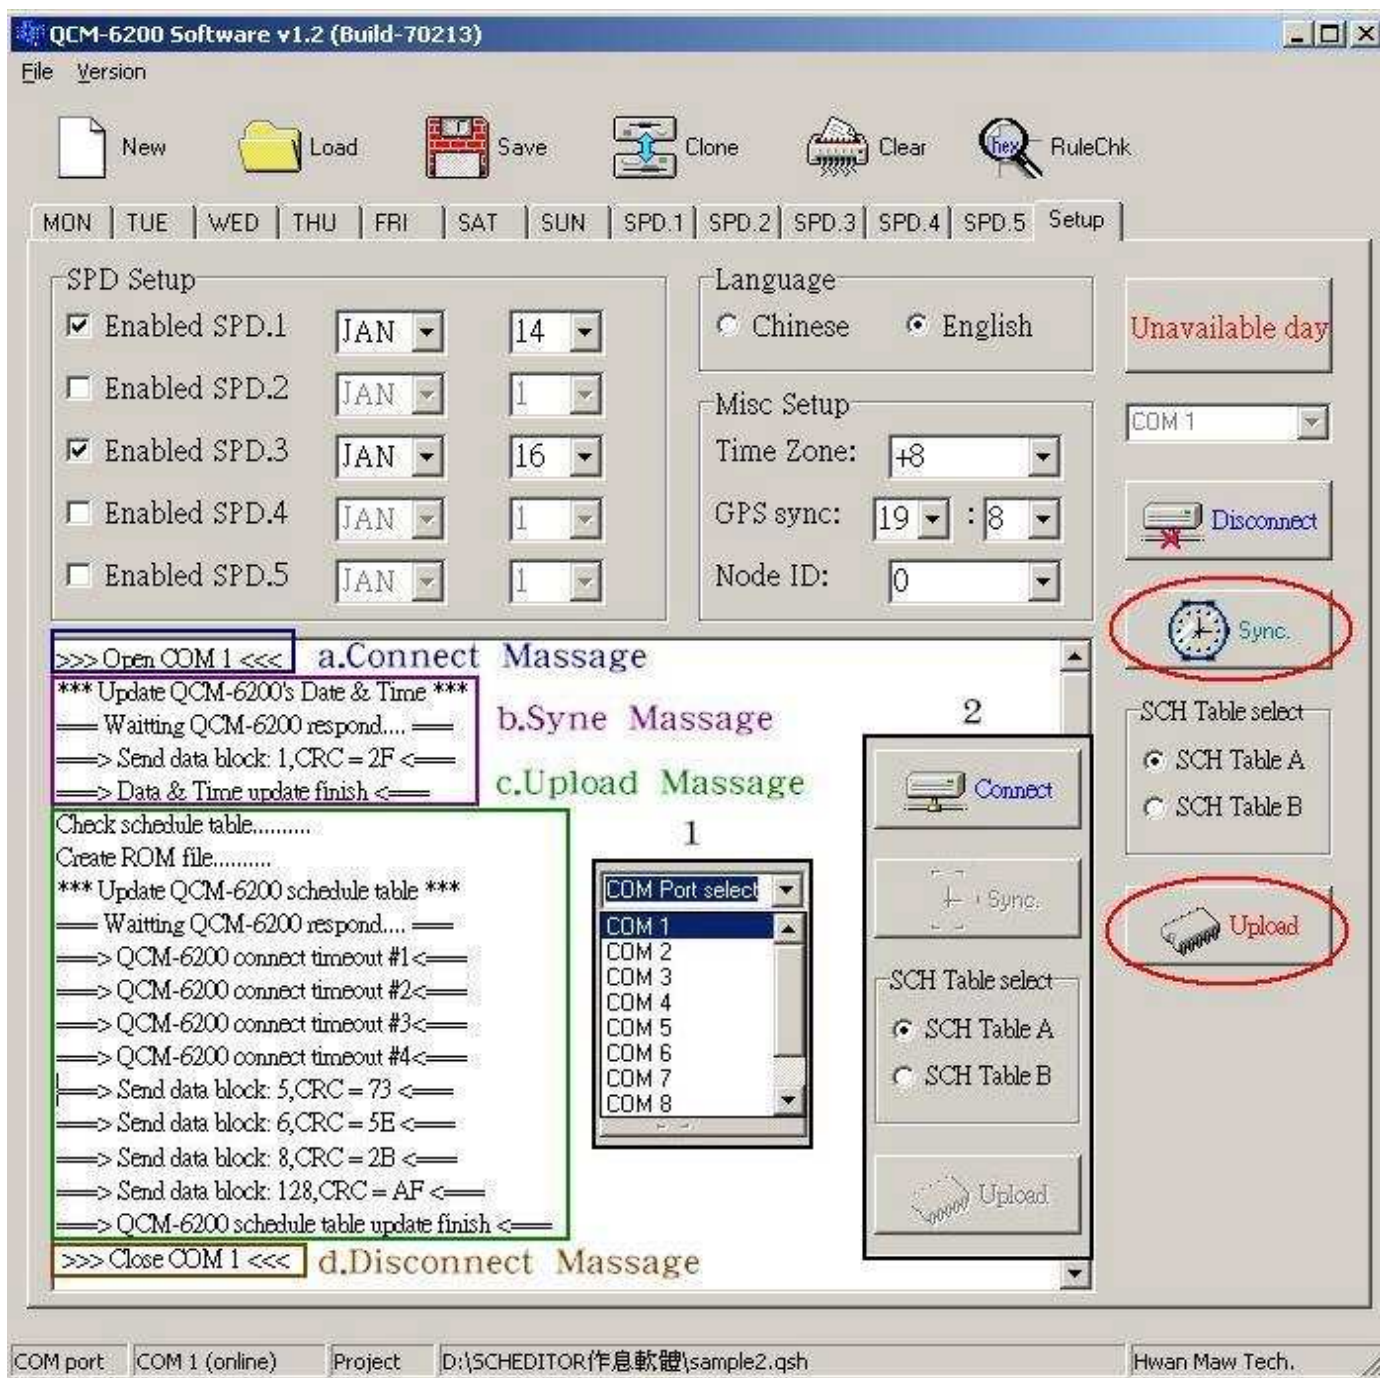 QCM-6200 Software v1.2 (Build-70213)
File Version
New Load Save Clone Clear hex RuleChk
MON TUE WED THU FRI SAT SUN SPD.1 SPD.2 SPD.3 SPD.4 SPD.5 Setup
SPD Setup
Enabled SPD.1 JAN 14
Enabled SPD.2 JAN 1
Enabled SPD.3 JAN 16
Enabled SPD.4 JAN 1
Enabled SPD.5 JAN 1
Language
Chinese English
Misc Setup
Time Zone: +8
GPS sync: 19 : 8
Node ID: 0
Unavailable day
COM 1
Disconnect
Sync.
SCH Table select
SCH Table A
SCH Table B
Upload
>>> Open COM 1 <<< a.Connect Massage
*** Update QCM-6200's Date & Time ***
=== Waitting QCM-6200 respond.... ===
===> Send data block: 1,CRC = 2F <===
===> Data & Time update finish <===
b.Syne Massage
c.Upload Massage
Check schedule table..........
Create ROM file..........
*** Update QCM-6200 schedule table ***
=== Waitting QCM-6200 respond.... ===
===> QCM-6200 connect timeout #1<===
===> QCM-6200 connect timeout #2<===
===> QCM-6200 connect timeout #3<===
===> QCM-6200 connect timeout #4<===
===> Send data block: 5,CRC = 73 <===
===> Send data block: 6,CRC = 5E <===
===> Send data block: 8,CRC = 2B <===
===> Send data block: 128,CRC = AF <===
===> QCM-6200 schedule table update finish <===
>>> Close COM 1 <<< d.Disconnect Massage
1
COM Port select
COM 1
COM 2
COM 3
COM 4
COM 5
COM 6
COM 7
COM 8
2
Connect
Sync.
SCH Table select
SCH Table A
SCH Table B
Upload
COM port COM 1 (online) Project D:\SCHEDITOR作息軟體\sample2.qsh Hwan Maw Tech.